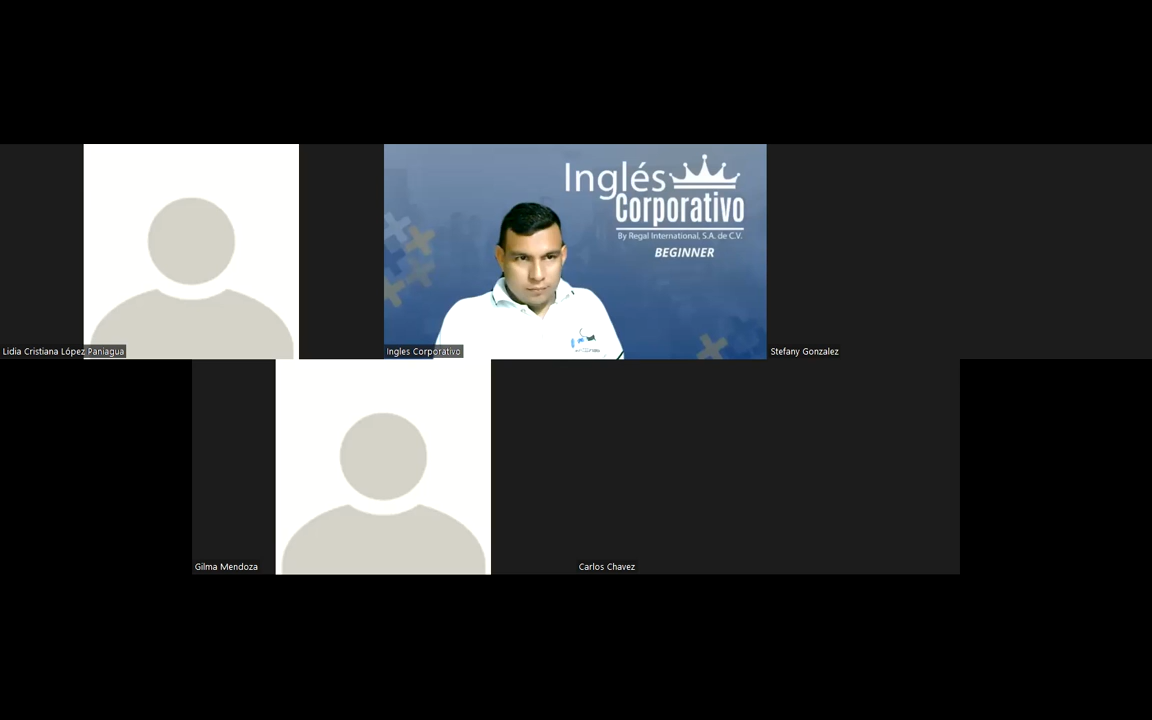 Inglés
Corporativo
By Regal International, S.A. de C.V.
BEGINNER
Lidia Cristiana López Paniagua
Ingles Corporativo
Stefany Gonzalez
Gilma Mendoza
Carlos Chavez